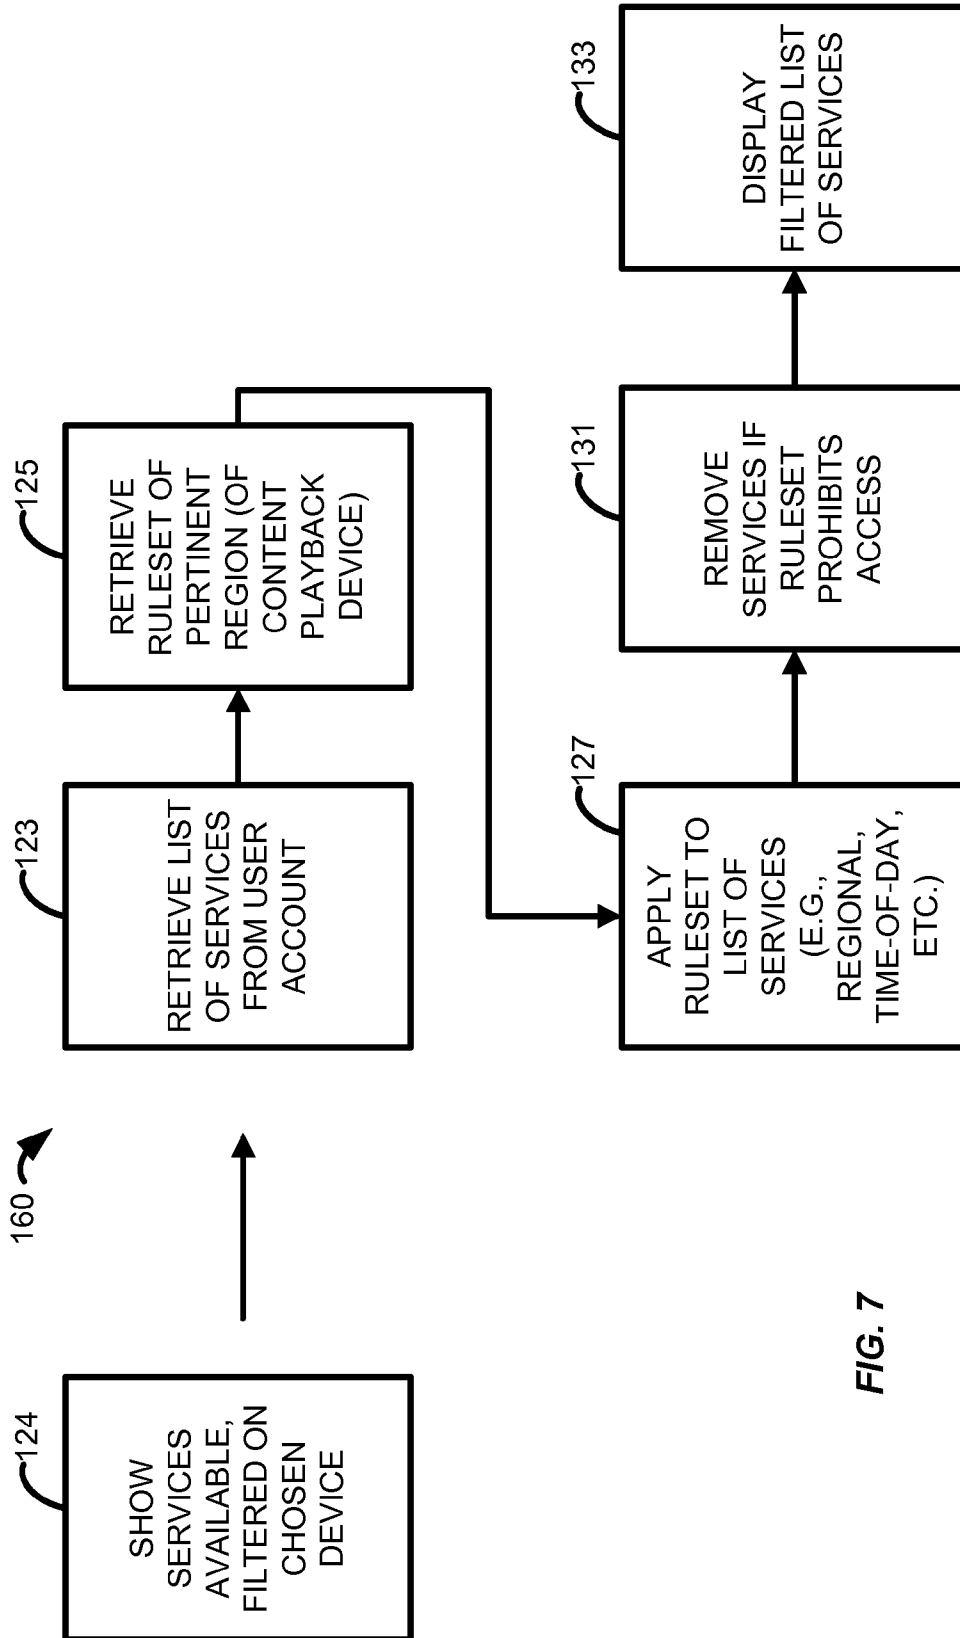 160
124
SHOW
SERVICES
AVAILABLE,
FILTERED ON
CHOSEN
DEVICE
123
RETRIEVE LIST
OF SERVICES
FROM USER
ACCOUNT
125
RETRIEVE
RULESET OF
PERTINENT
REGION (OF
CONTENT
PLAYBACK
DEVICE)
127
APPLY
RULESET TO
LIST OF
SERVICES
(E.G.,
REGIONAL,
TIME-OF-DAY,
ETC.)
131
REMOVE
SERVICES IF
RULESET
PROHIBITS
ACCESS
133
DISPLAY
FILTERED LIST
OF SERVICES
FIG. 7